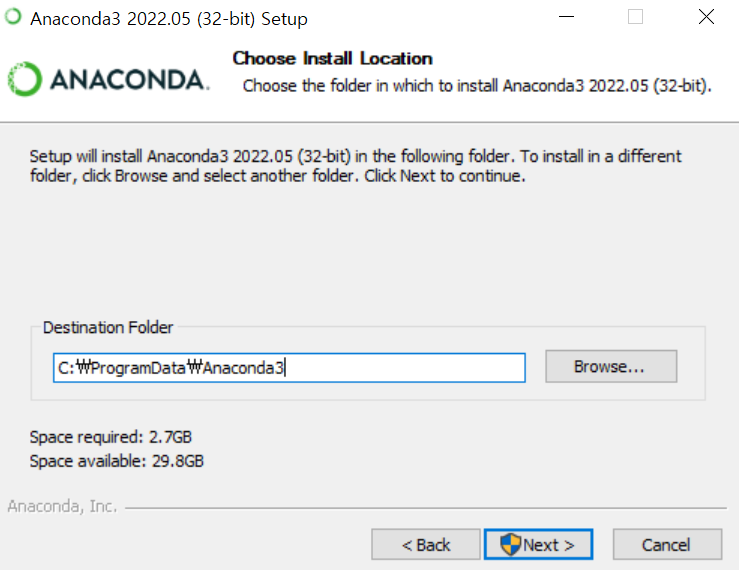 Anaconda3 2022.05 (32-bit) Setup
Choose Install Location
ANACONDA.
Choose the folder in which to install Anaconda3 2022.05 (32-bit).
Setup will install Anaconda3 2022.05 (32-bit) in the following folder. To install in a different
folder, click Browse and select another folder. Click Next to continue.
Destination Folder
C:₩ProgramData₩Anaconda3
Browse...
Space required: 2.7GB
Space available: 29.8GB
Anaconda, Inc.
< Back
Next >
Cancel